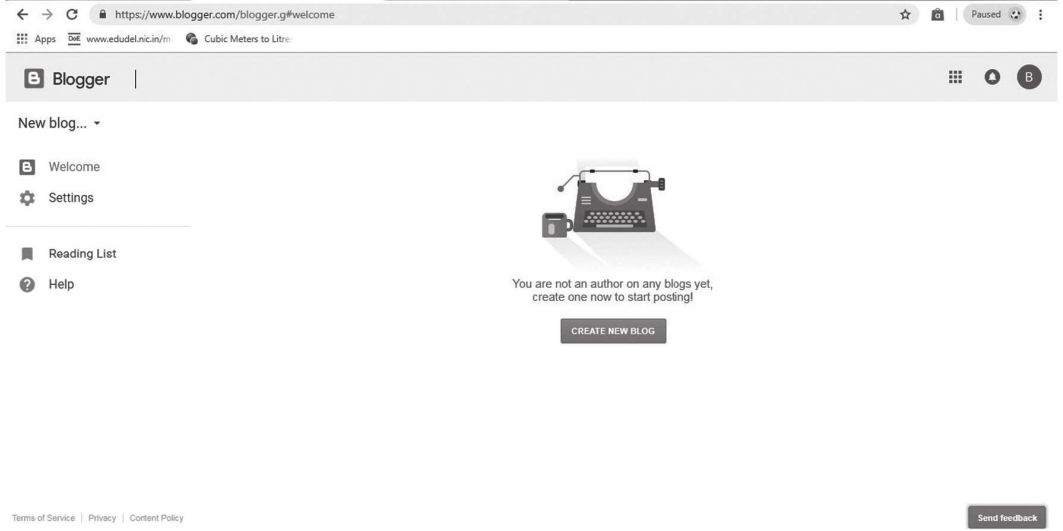 https://www.blogger.com/blogger.g#welcome
Paused
Apps
DoE www.edudel.nic.in/m
Cubic Meters to Litre
Blogger
B
New blog...
Welcome
Settings
Reading List
Help
You are not an author on any blogs yet,
create one now to start posting!
CREATE NEW BLOG
Terms of Service | Privacy | Content Policy
Send feedback